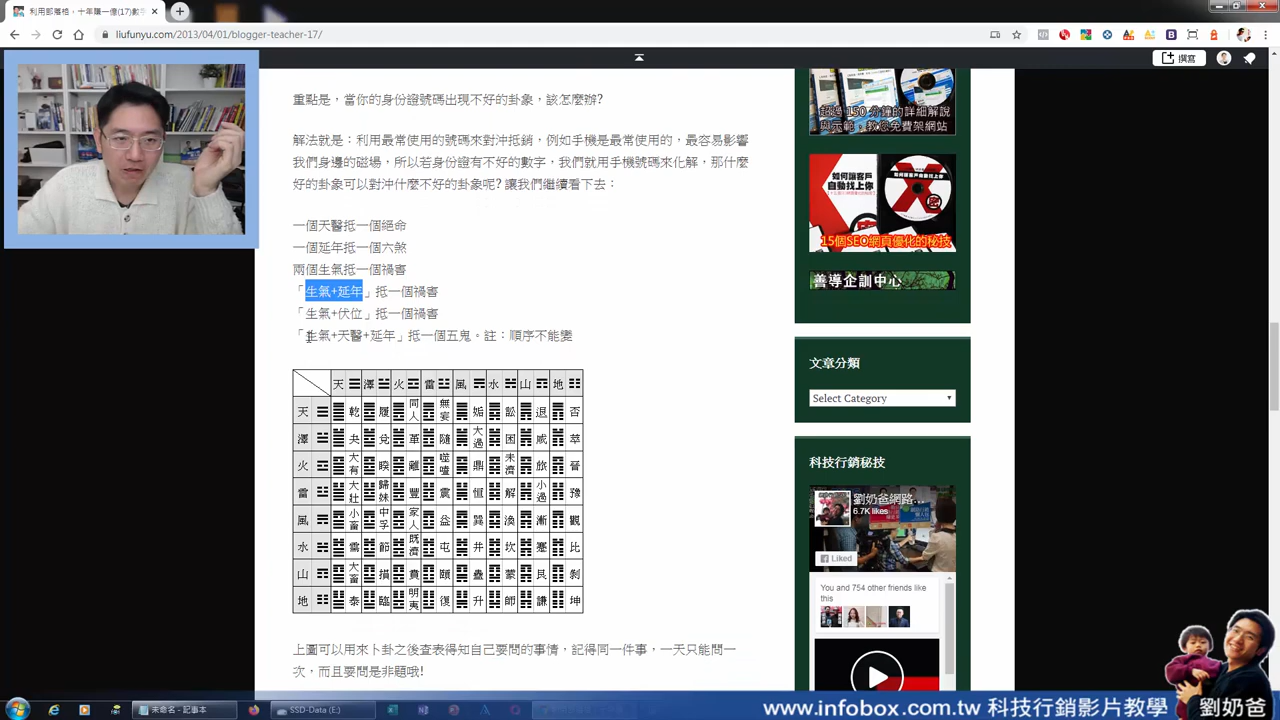 利用部落格，十年賺一億(17)數字
liufunyu.com/2013/04/01/blogger-teacher-17/
撰寫
重點是，當你的身份證號碼出現不好的卦象，該怎麼辦?
解法就是：利用最常使用的號碼來對沖抵銷，例如手機是最常使用的，最容易影響
我們身邊的磁場，所以若身份證有不好的數字，我們就用手機號碼來化解，那什麼
好的卦象可以對沖什麼不好的卦象呢? 讓我們繼續看下去：
一個天醫抵一個絕命
一個延年抵一個六煞
兩個生氣抵一個禍害
「生氣+延年」抵一個禍害
「生氣+伏位」抵一個禍害
「生氣+天醫+延年」抵一個五鬼。註：順序不能變
天 澤 火 雷 風 水 山 地
天 乾 履 同人 無妄 姤 訟 遁 否
澤 夬 兌 革 隨 大過 困 咸 萃
火 大有 睽 離 噬嗑 鼎 未濟 旅 晉
雷 大壯 歸妹 豐 震 恒 解 小過 豫
風 小畜 中孚 家人 益 巽 渙 漸 觀
水 需 節 既濟 屯 井 坎 蹇 比
山 大畜 損 賁 頤 蠱 蒙 艮 剝
地 泰 臨 明夷 復 升 師 謙 坤
上圖可以用來卜卦之後查表得知自己要問的事情，記得同一件事，一天只能問一
次，而且要問是非題哦!
超過 150 分鐘的詳細解說
與示範，教您免費架網站
如何讓客戶
自動找上你
15個SEO網頁優化的秘技
善導企訓中心
文章分類
Select Category
科技行銷秘技
劉奶爸網路...
6.7K likes
Liked
You and 754 other friends like
this
未命名 - 記事本
SSD-Data (E:)
www.infobox.com.tw 科技行銷影片教學
劉奶爸